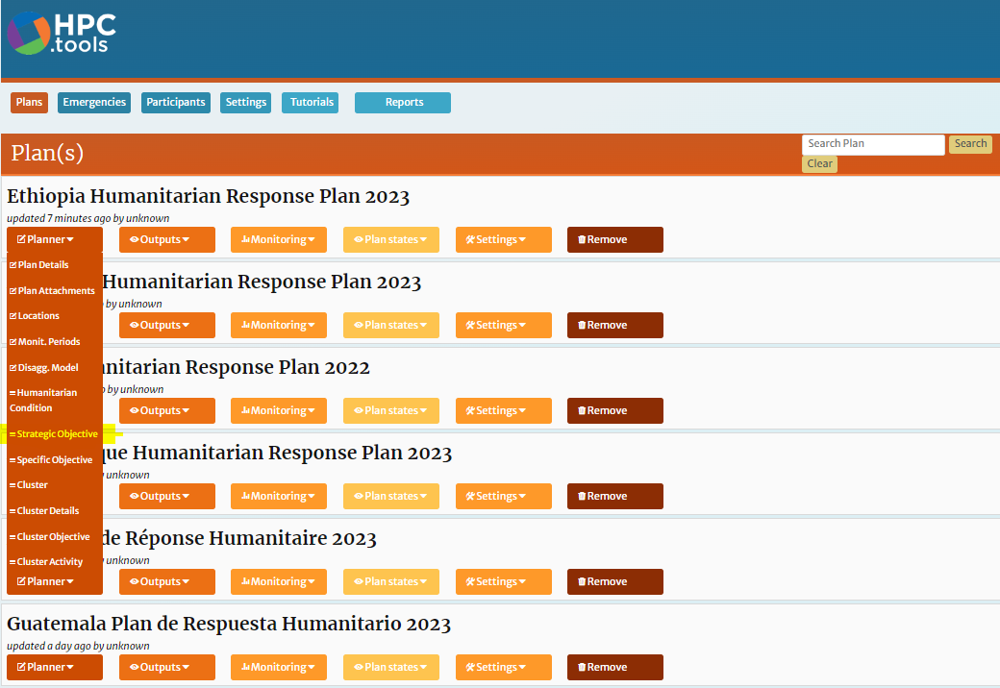 HPC
.tools
Plans Emergencies Participants Settings Tutorials Reports
Plan(s)
Search Plan Search
Clear
Ethiopia Humanitarian Response Plan 2023
updated 7 minutes ago by unknown
Planner Outputs Monitoring Plan states Settings Remove
Plan Details
Plan Attachments
Locations
Monit. Periods
Disagg. Model
Humanitarian
Condition
Strategic Objective
Specific Objective
Cluster
Cluster Details
Cluster Objective
Cluster Activity
Humanitarian Response Plan 2023
by unknown
Outputs Monitoring Plan states Settings Remove
Response Plan 2022
by unknown
Outputs Monitoring Plan states Settings Remove
Humanitarian Response Plan 2023
unknown
Outputs Monitoring Plan states Settings Remove
de Réponse Humanitaire 2023
unknown
Planner Outputs Monitoring Plan states Settings Remove
Guatemala Plan de Respuesta Humanitario 2023
updated a day ago by unknown
Planner Outputs Monitoring Plan states Settings Remove